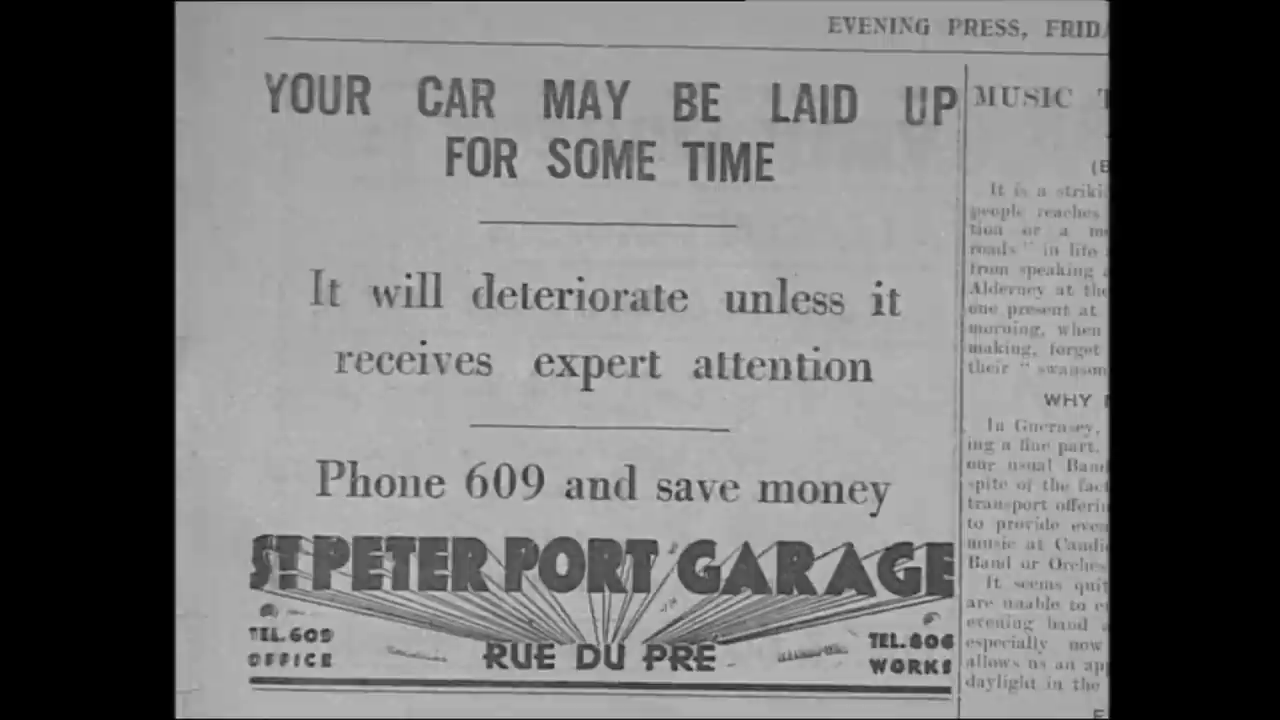 EVENING PRESS, FRIDA
YOUR CAR MAY BE LAID UP
FOR SOME TIME
It will deteriorate unless it
receives expert attention
Phone 609 and save money
ST. PETER PORT GARAGE
TEL. 609
OFFICE
RUE DU PRE
TEL. 606
WORKS
MUSIC T
It is a striki
people reaches
tion or a me
roads" in life
from speaking a
Alderney at the
one present at
morning, when
making, forget
their "swanson
WHY
In Guernsey,
ing a fine part.
our usual Band
spite of the fact
transport offerin
to provide even
music at Candi
Band or Orches
It seems quit
are unable to e
evening band a
especially now
allows us an app
daylight in the